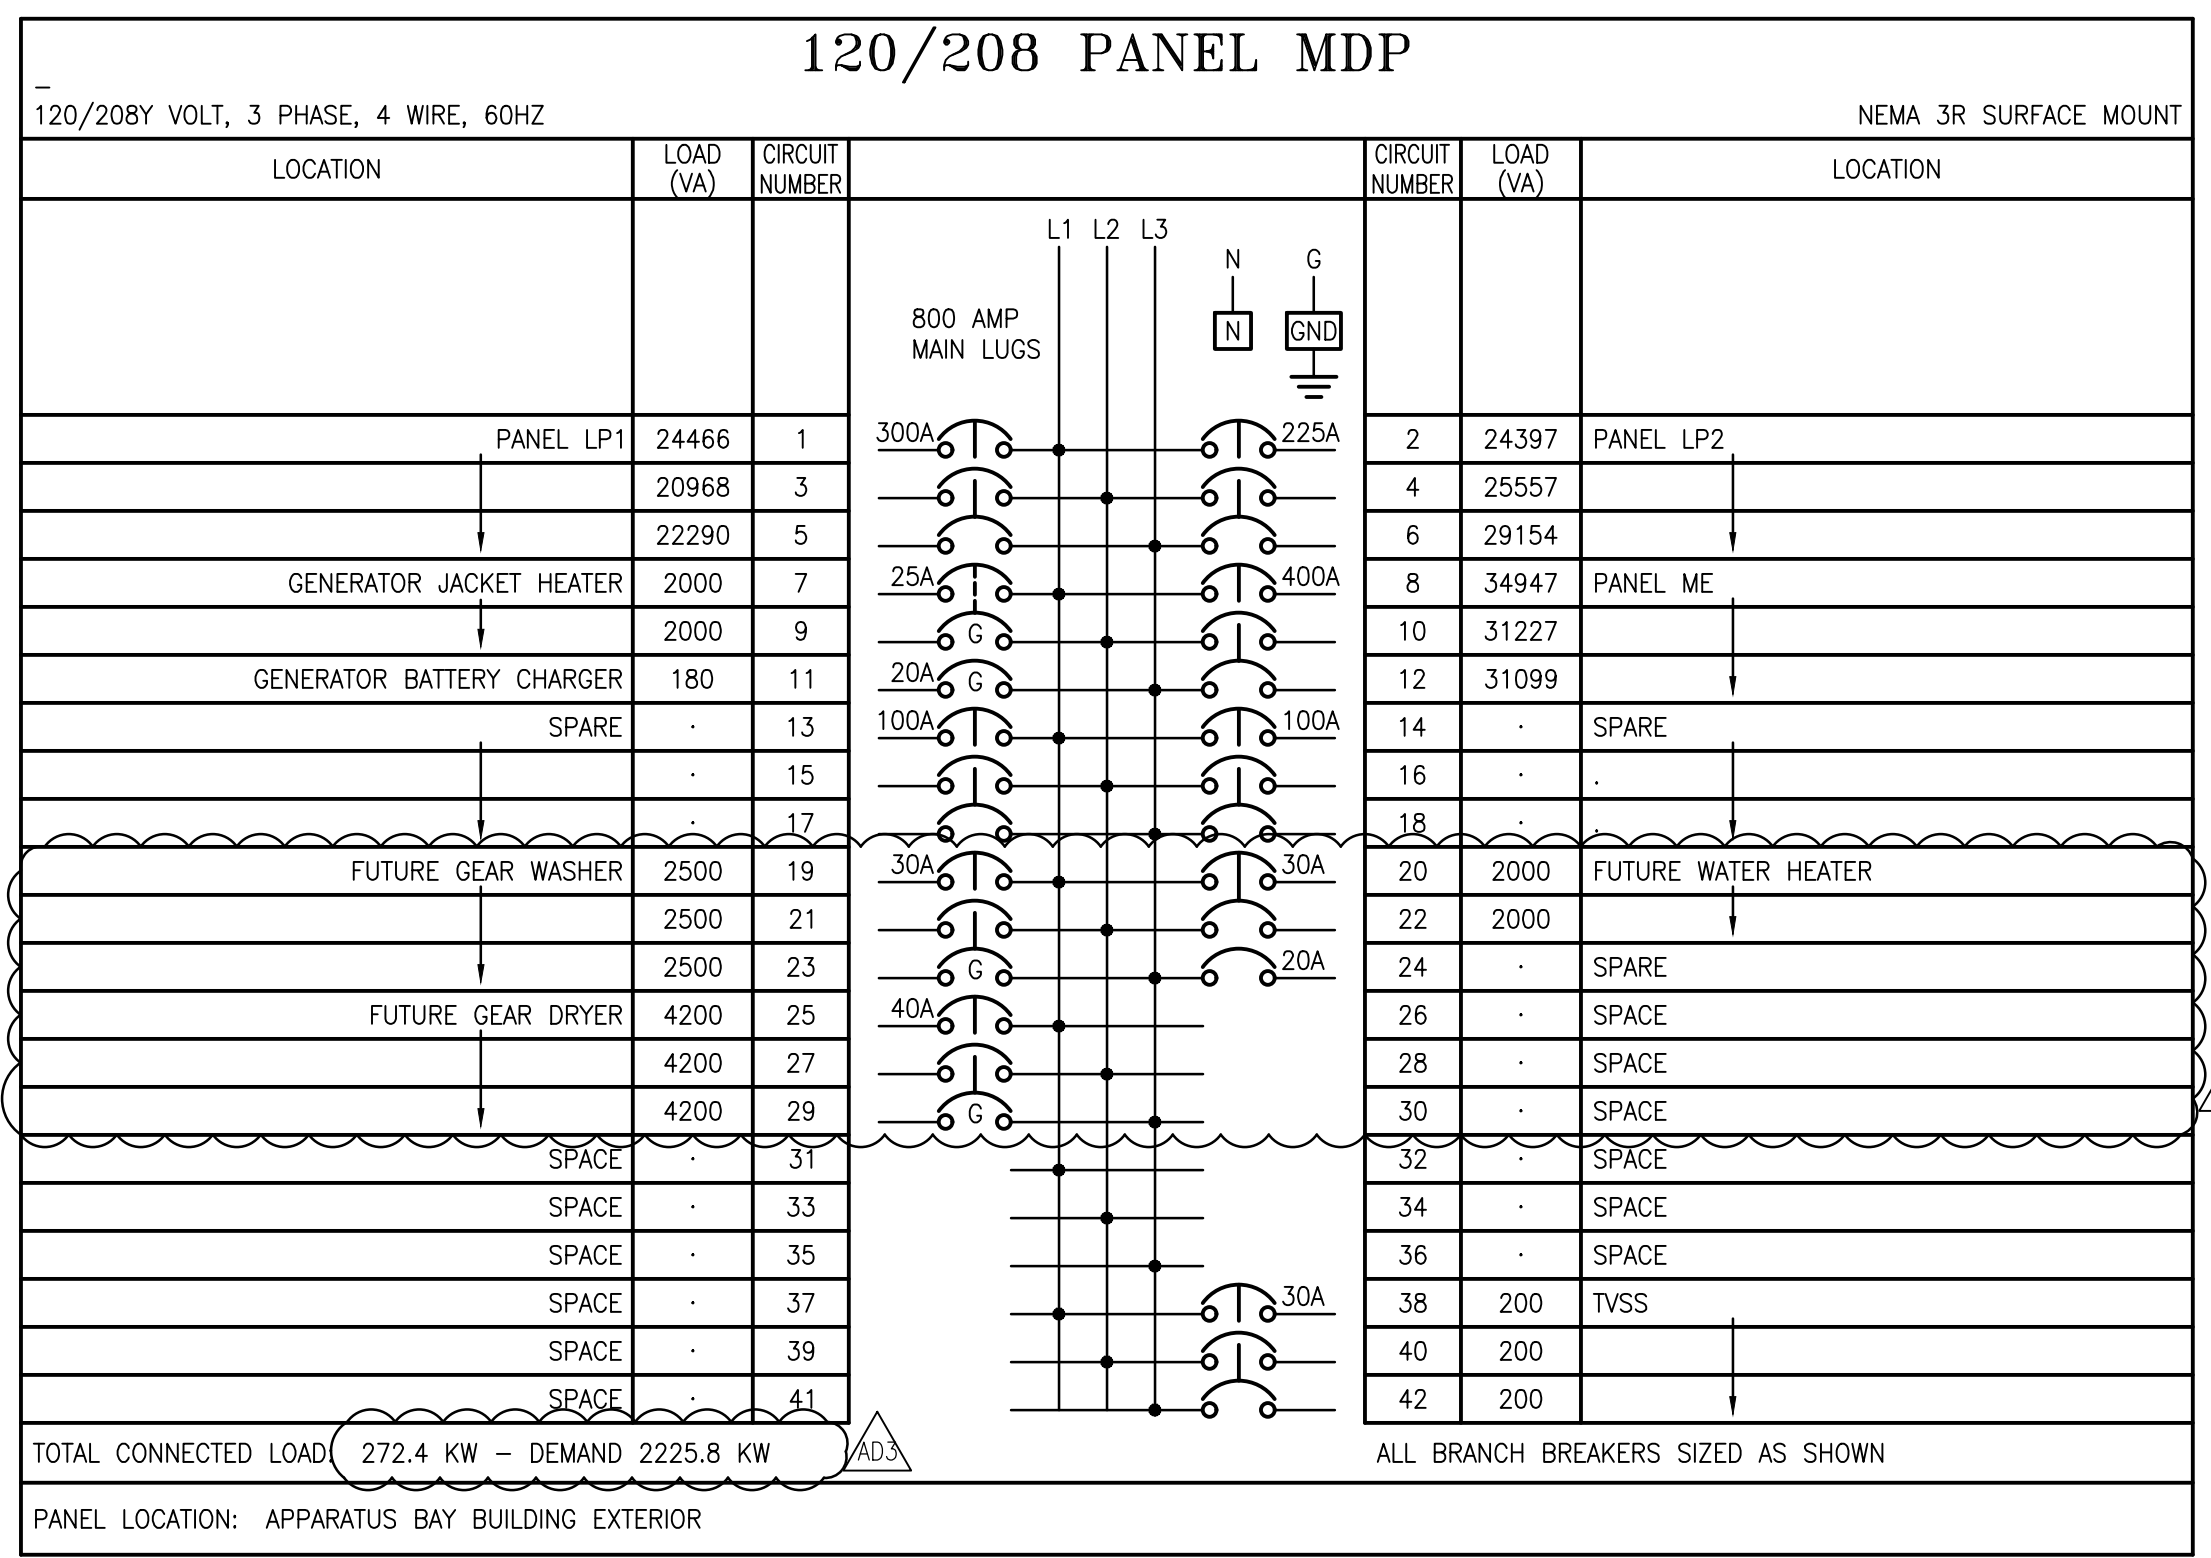 120/208 PANEL MDP
–
120/208Y VOLT, 3 PHASE, 4 WIRE, 60HZ NEMA 3R SURFACE MOUNT
LOCATION LOAD (VA) CIRCUIT NUMBER CIRCUIT NUMBER LOAD (VA) LOCATION
L1 L2 L3
N G
800 AMP
MAIN LUGS
N GND
PANEL LP1 24466 1 300A 225A 2 24397 PANEL LP2
20968 3 4 25557
22290 5 6 29154
GENERATOR JACKET HEATER 2000 7 25A 400A 8 34947 PANEL ME
2000 9 G 10 31227
GENERATOR BATTERY CHARGER 180 11 20A G 12 31099
SPARE · 13 100A 100A 14 · SPARE
· 15 16 · .
· 17 18 · .
FUTURE GEAR WASHER 2500 19 30A 30A 20 2000 FUTURE WATER HEATER
2500 21 22 2000
2500 23 G 20A 24 · SPARE
FUTURE GEAR DRYER 4200 25 40A 26 · SPACE
4200 27 28 · SPACE
4200 29 G 30 · SPACE
SPACE · 31 32 · SPACE
SPACE · 33 34 · SPACE
SPACE · 35 36 · SPACE
SPACE · 37 30A 38 200 TVSS
SPACE · 39 40 200
SPACE · 41 42 200
TOTAL CONNECTED LOAD: 272.4 KW – DEMAND 2225.8 KW AD3 ALL BRANCH BREAKERS SIZED AS SHOWN
PANEL LOCATION: APPARATUS BAY BUILDING EXTERIOR